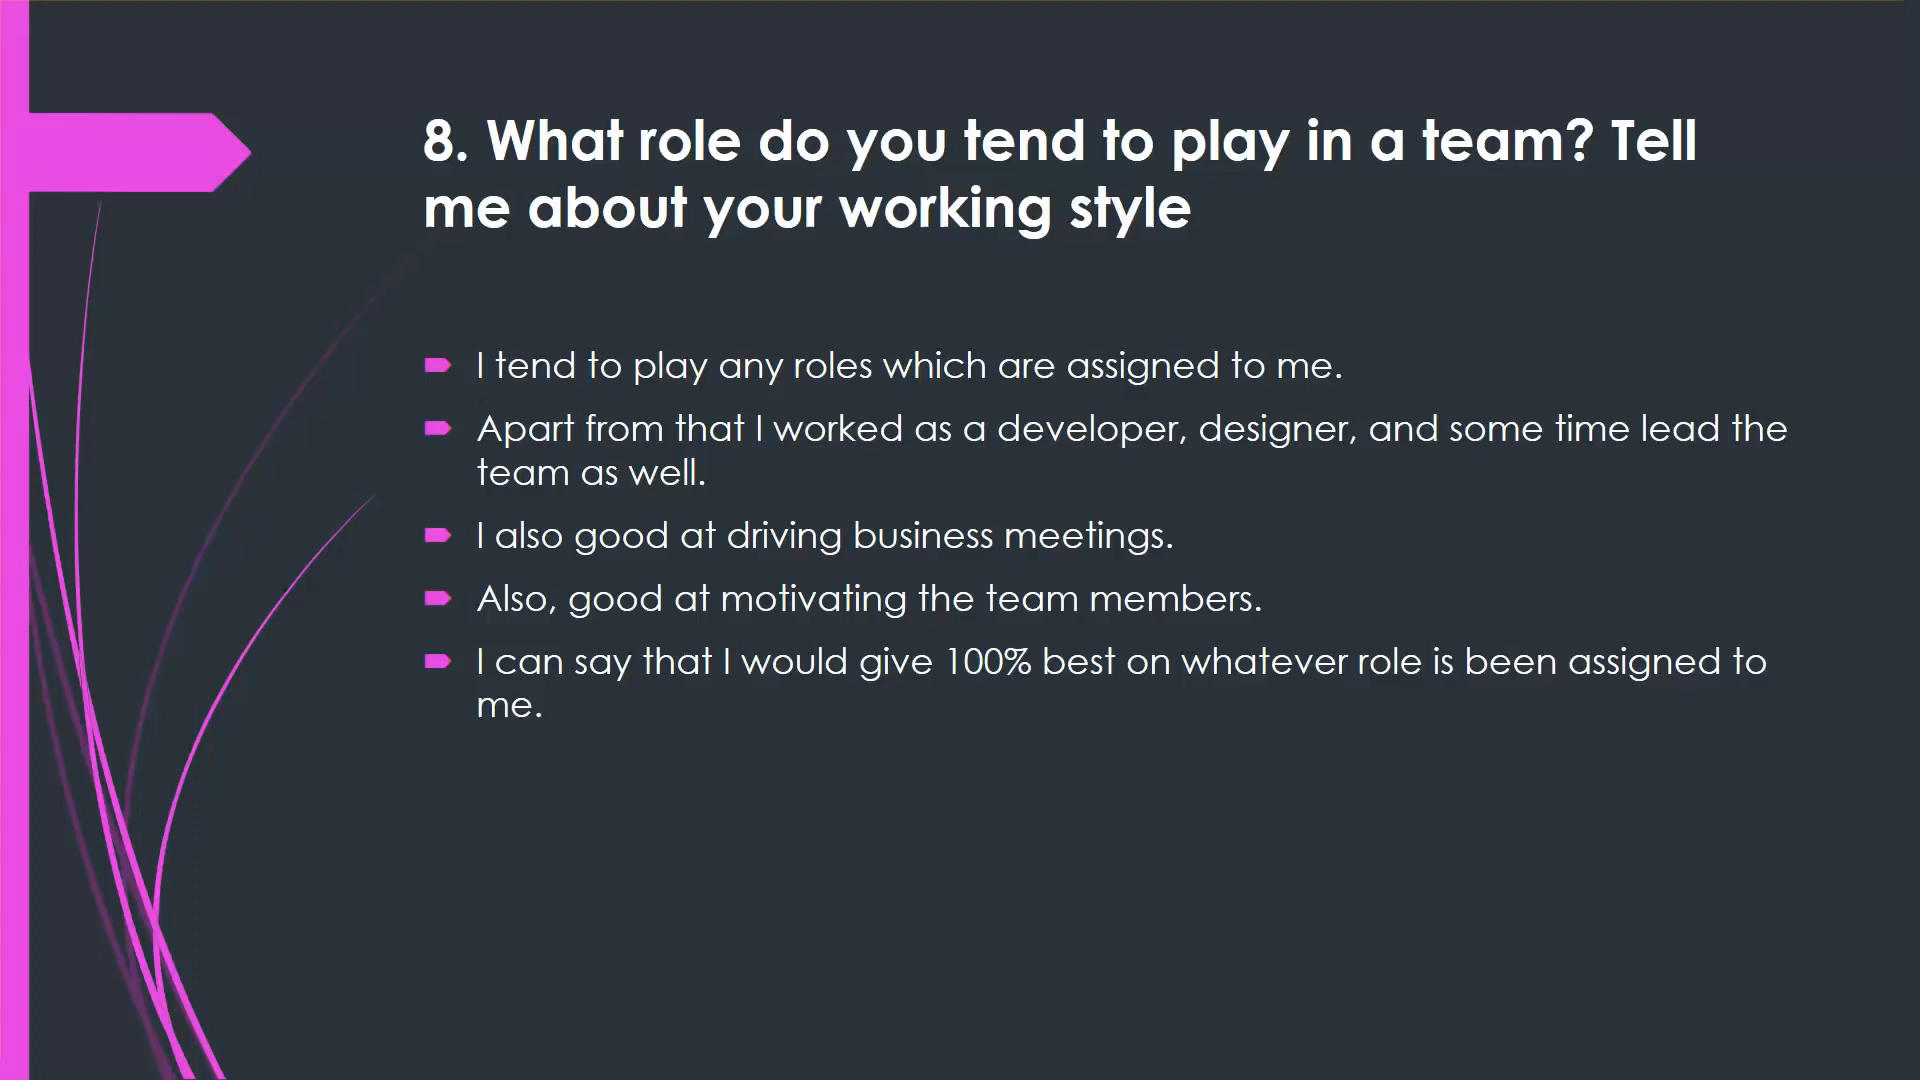 8. What role do you tend to play in a team? Tell
me about your working style
I tend to play any roles which are assigned to me.
Apart from that I worked as a developer, designer, and some time lead the
team as well.
I also good at driving business meetings.
Also, good at motivating the team members.
I can say that I would give 100% best on whatever role is been assigned to
me.